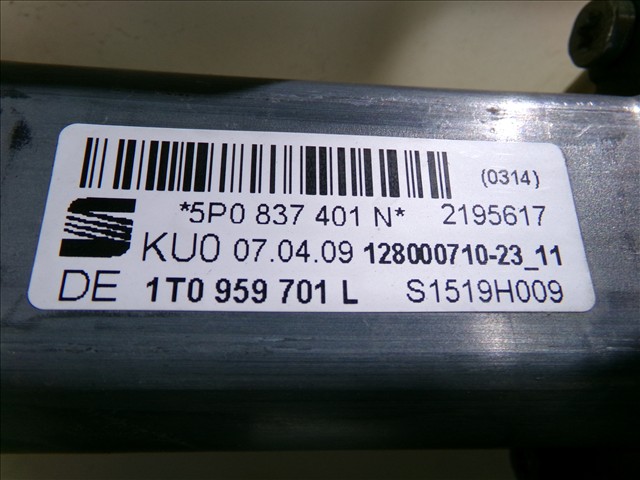 (0314)
*5P0 837 401 N* 2195617
KU0 07.04.09 128000710-23_11
DE 1T0 959 701 L S1519H009